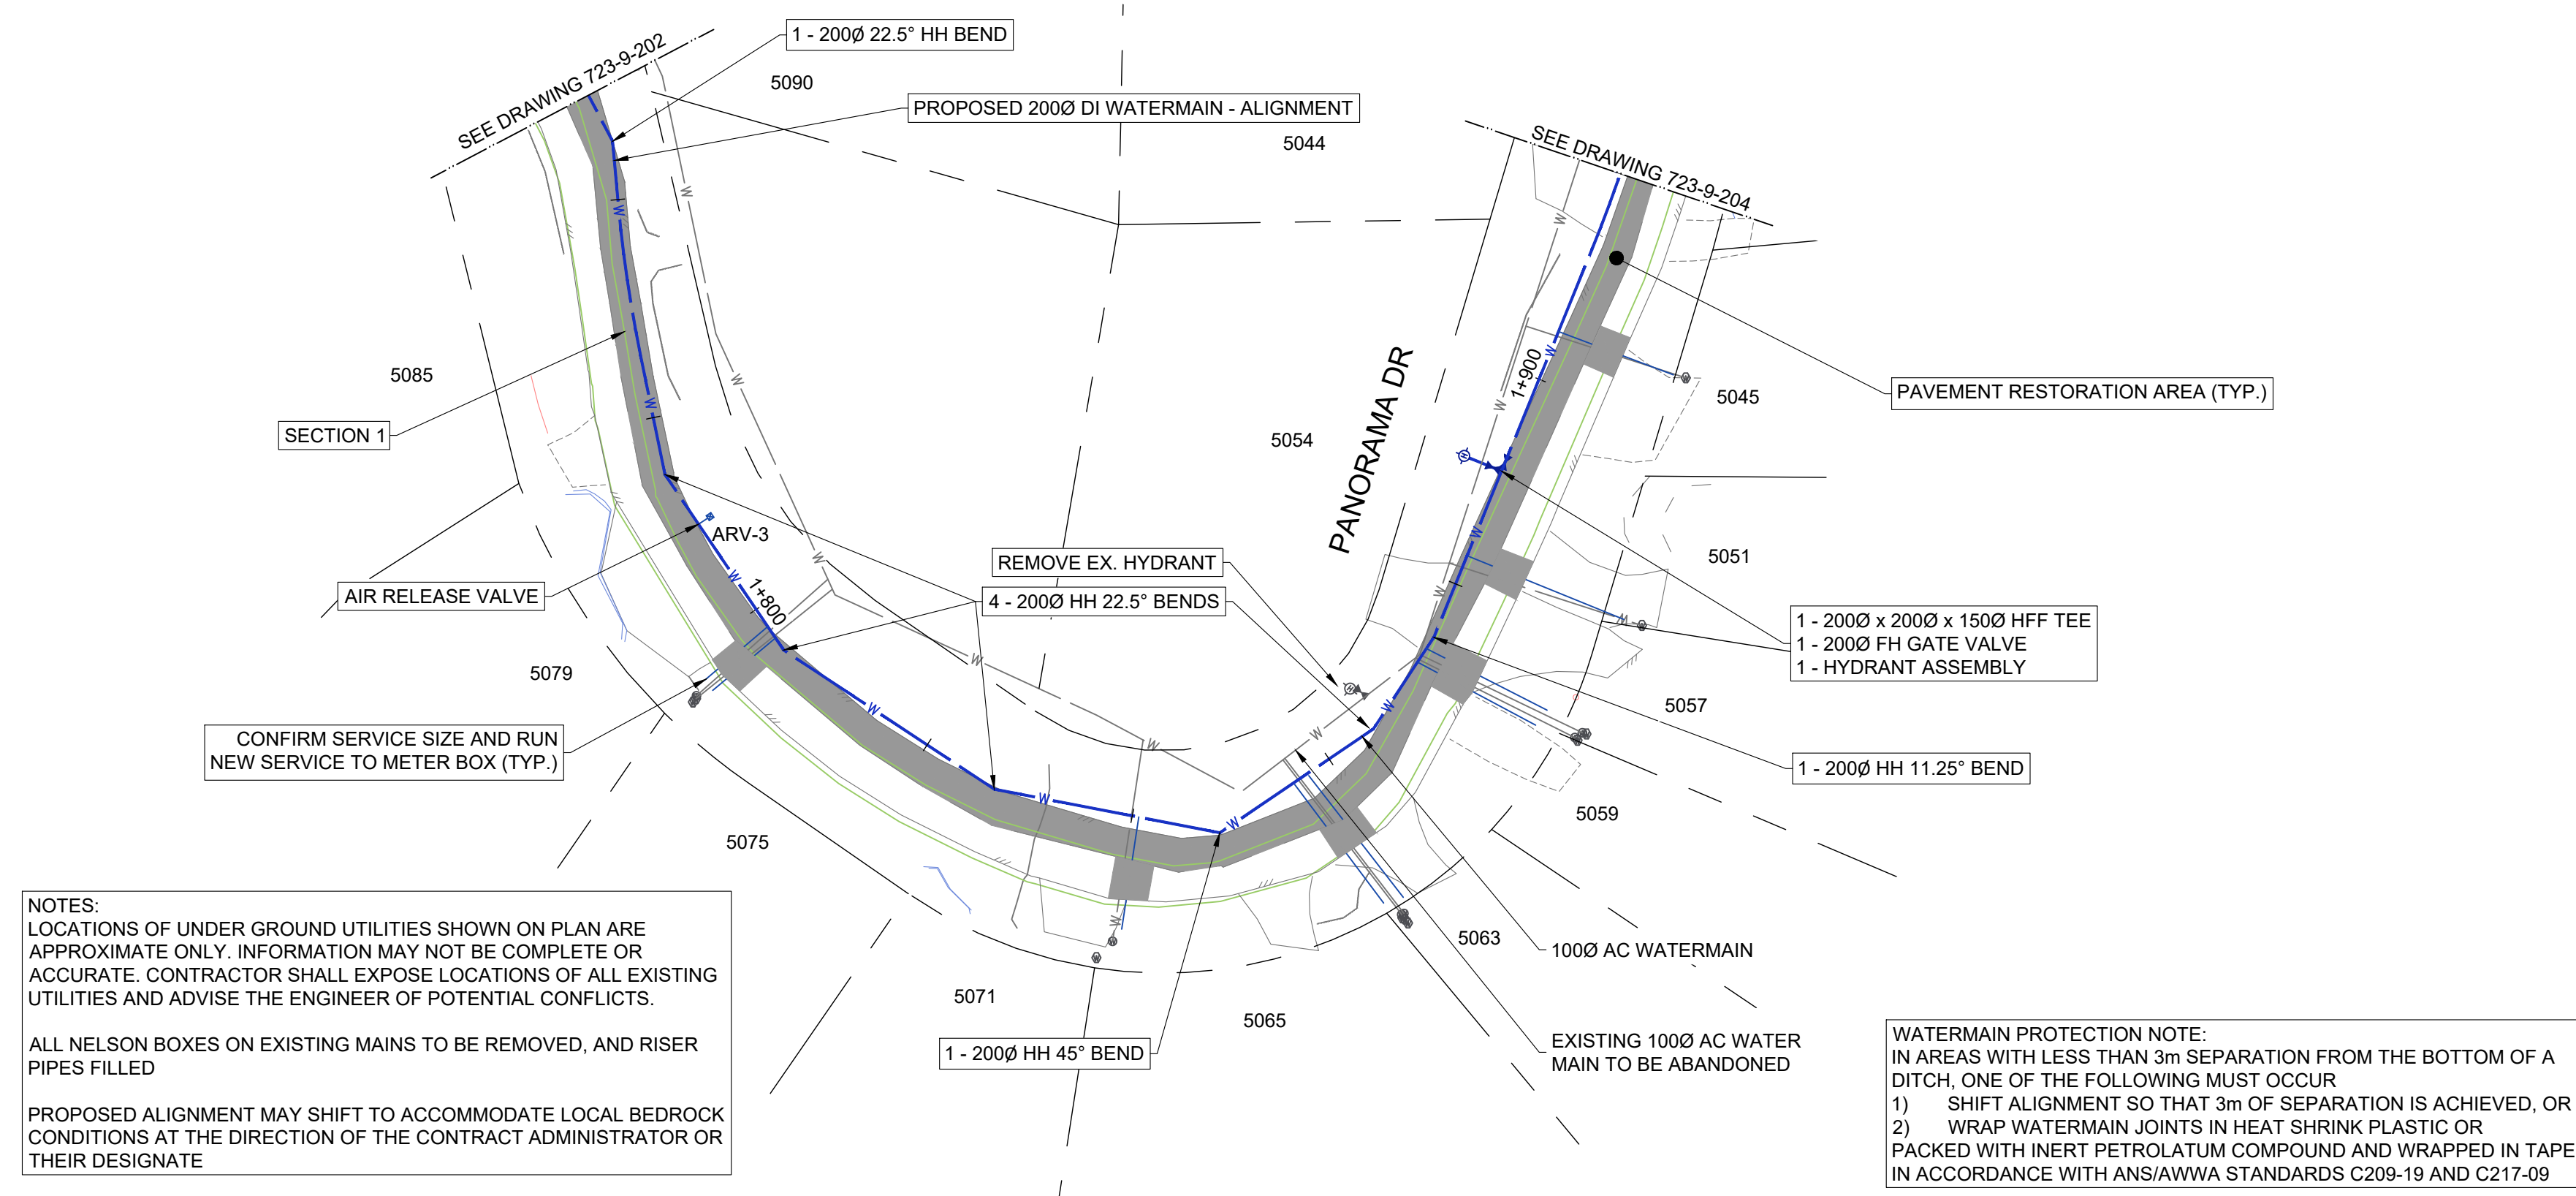 1 - 200Ø 22.5° HH BEND
SEE DRAWING 723-9-202
5090
PROPOSED 200Ø DI WATERMAIN - ALIGNMENT
5044
SEE DRAWING 723-9-204
W
W
W
W
W
1+900
PANORAMA DR
5085
W
PAVEMENT RESTORATION AREA (TYP.)
5045
W
W
SECTION 1
5054
ARV-3
W
5051
REMOVE EX. HYDRANT
W
W
1+800
AIR RELEASE VALVE
4 - 200Ø HH 22.5° BENDS
W
W
1 - 200Ø x 200Ø x 150Ø HFF TEE
1 - 200Ø FH GATE VALVE
1 - HYDRANT ASSEMBLY
5079
W
5057
W
W
CONFIRM SERVICE SIZE AND RUN
NEW SERVICE TO METER BOX (TYP.)
W
W
1 - 200Ø HH 11.25° BEND
W
W
5059
5075
W
5063
100Ø AC WATERMAIN
5071
5065
1 - 200Ø HH 45° BEND
EXISTING 100Ø AC WATER
MAIN TO BE ABANDONED
NOTES:
LOCATIONS OF UNDER GROUND UTILITIES SHOWN ON PLAN ARE
APPROXIMATE ONLY. INFORMATION MAY NOT BE COMPLETE OR
ACCURATE. CONTRACTOR SHALL EXPOSE LOCATIONS OF ALL EXISTING
UTILITIES AND ADVISE THE ENGINEER OF POTENTIAL CONFLICTS.
ALL NELSON BOXES ON EXISTING MAINS TO BE REMOVED, AND RISER
PIPES FILLED
PROPOSED ALIGNMENT MAY SHIFT TO ACCOMMODATE LOCAL BEDROCK
CONDITIONS AT THE DIRECTION OF THE CONTRACT ADMINISTRATOR OR
THEIR DESIGNATE
WATERMAIN PROTECTION NOTE:
IN AREAS WITH LESS THAN 3m SEPARATION FROM THE BOTTOM OF A
DITCH, ONE OF THE FOLLOWING MUST OCCUR
1) SHIFT ALIGNMENT SO THAT 3m OF SEPARATION IS ACHIEVED, OR
2) WRAP WATERMAIN JOINTS IN HEAT SHRINK PLASTIC OR
PACKED WITH INERT PETROLATUM COMPOUND AND WRAPPED IN TAPE
IN ACCORDANCE WITH ANS/AWWA STANDARDS C209-19 AND C217-09